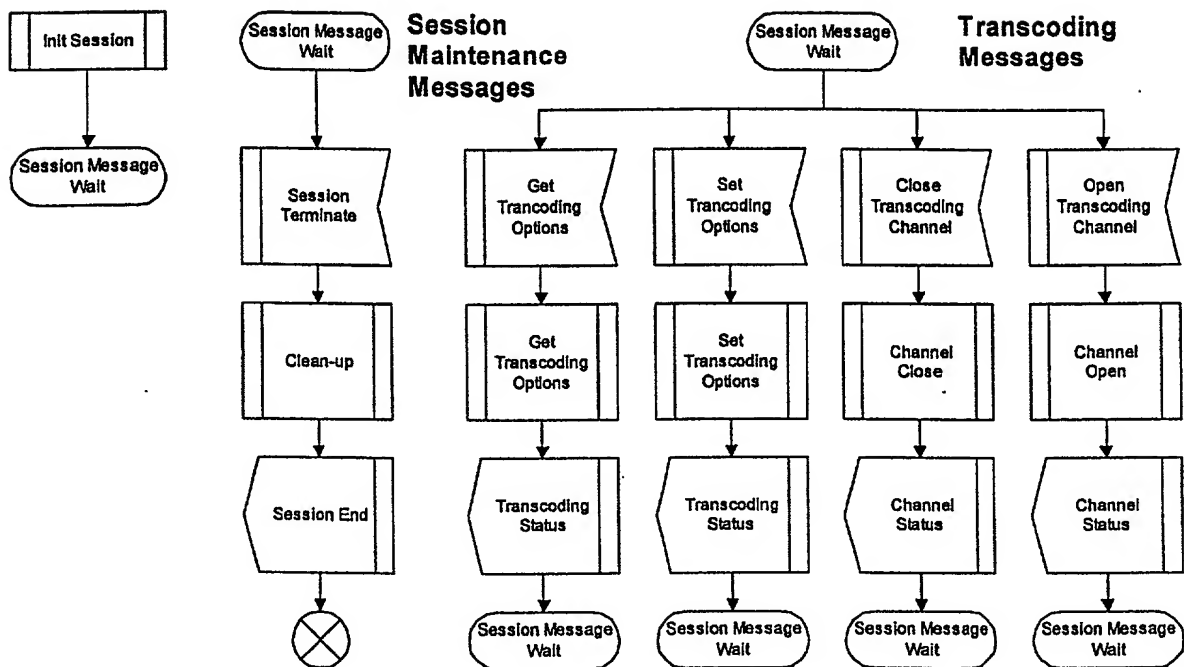 Init Session
Session Message
Wait
Session Message
Wait
Session
Maintenance
Messages
Session Message
Wait
Transcoding
Messages
Session
Terminate
Get
Trancoding
Options
Set
Trancoding
Options
Close
Transcoding
Channel
Open
Transcoding
Channel
Clean-up
Get
Transcoding
Options
Set
Transcoding
Options
Channel
Close
Channel
Open
Session End
Transcoding
Status
Transcoding
Status
Channel
Status
Channel
Status
Session Message
Wait
Session Message
Wait
Session Message
Wait
Session Message
Wait